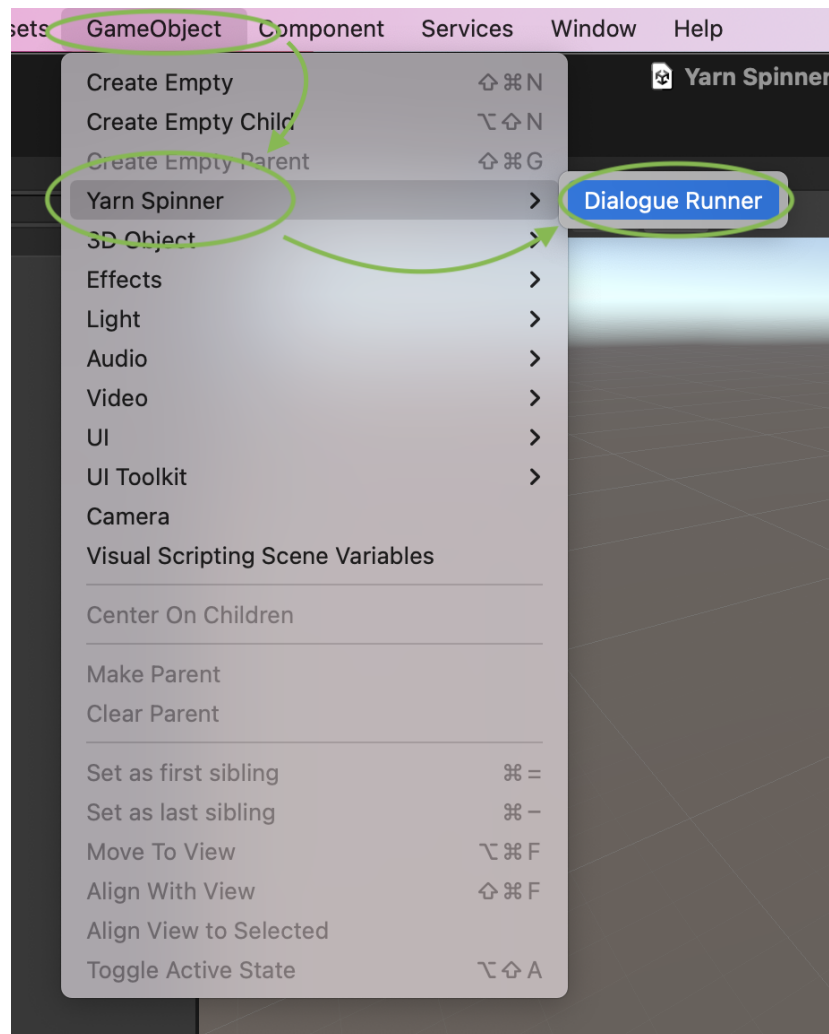 sets GameObject Component Services Window Help
Yarn Spinner
Create Empty ⇧⌘N
Create Empty Child ⌥⇧N
Create Empty Parent ⇧⌘G
Yarn Spinner
Dialogue Runner
3D Object
Effects
Light
Audio
Video
UI
UI Toolkit
Camera
Visual Scripting Scene Variables
Center On Children
Make Parent
Clear Parent
Set as first sibling ⌘=
Set as last sibling ⌘−
Move To View ⌥⌘F
Align With View ⇧⌘F
Align View to Selected
Toggle Active State ⌥⇧A